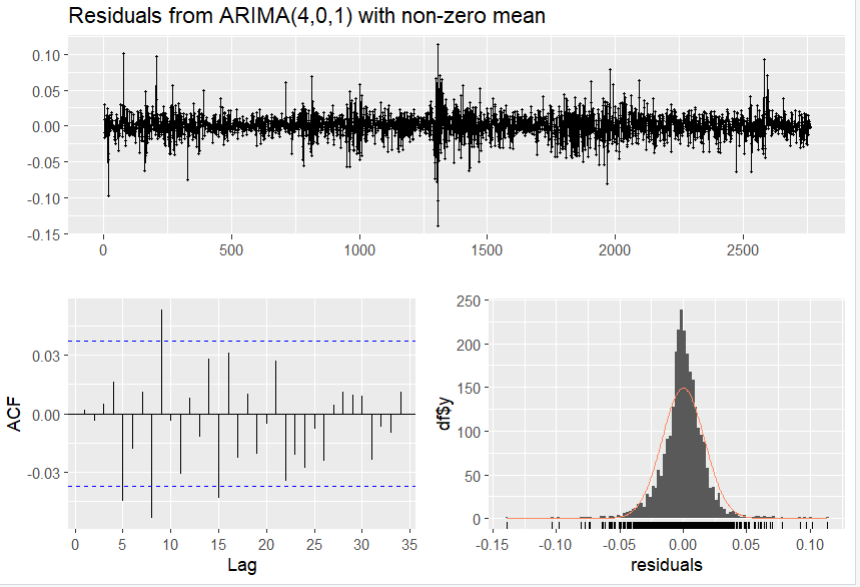 Residuals from ARIMA(4,0,1) with non-zero mean
0.10
0.05
0.00
-0.05
-0.10
-0.15
0 500 1000 1500 2000 2500
ACF
0.03
0.00
-0.03
0 5 10 15 20 25 30 35
Lag
df$y
250
200
150
100
50
0
-0.15 -0.10 -0.05 0.00 0.05 0.10
residuals